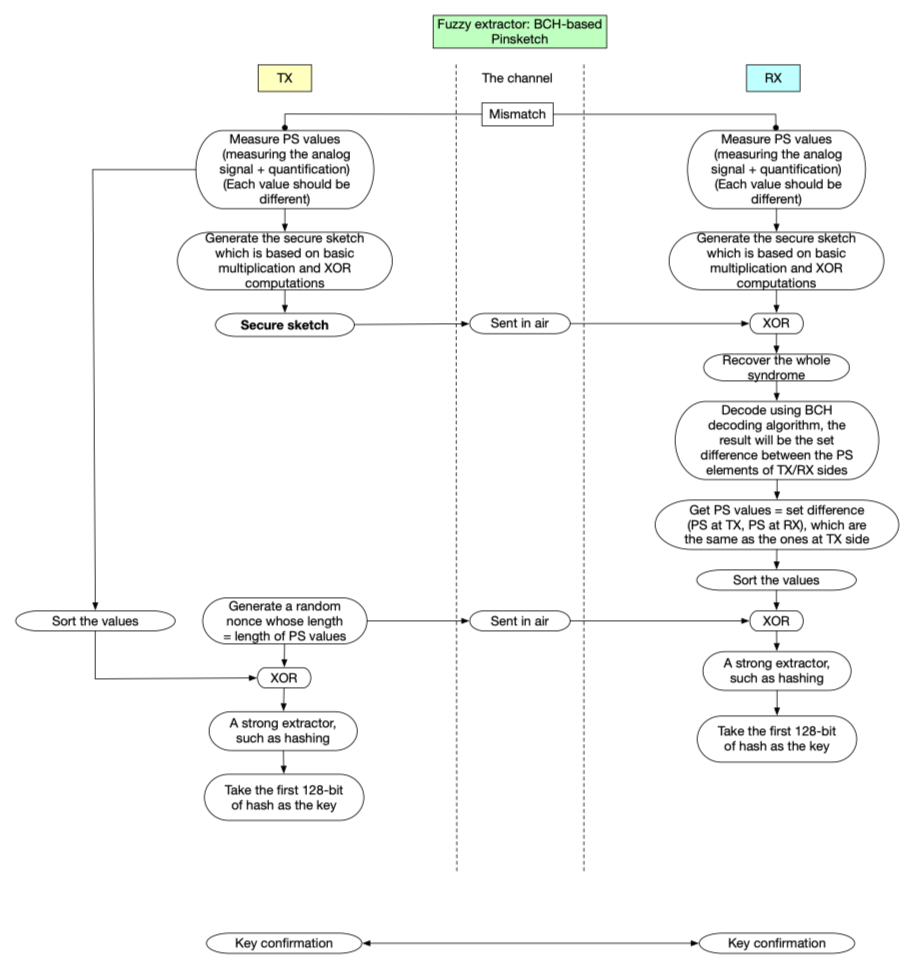 Fuzzy extractor: BCH-based
Pinsketch
TX
The channel
RX
Mismatch
Measure PS values
(measuring the analog
signal + quantification)
(Each value should be
different)
Measure PS values
(measuring the analog
signal + quantification)
(Each value should be
different)
Generate the secure sketch
which is based on basic
multiplication and XOR
computations
Generate the secure sketch
which is based on basic
multiplication and XOR
computations
Secure sketch
Sent in air
XOR
Recover the whole
syndrome
Decode using BCH
decoding algorithm, the
result will be the set
difference between the PS
elements of TX/RX sides
Get PS values = set difference
(PS at TX, PS at RX), which are
the same as the ones at TX side
Sort the values
Sort the values
Generate a random
nonce whose length
= length of PS values
Sent in air
XOR
XOR
A strong extractor,
such as hashing
A strong extractor,
such as hashing
Take the first 128-bit
of hash as the key
Take the first 128-bit
of hash as the key
Key confirmation
Key confirmation